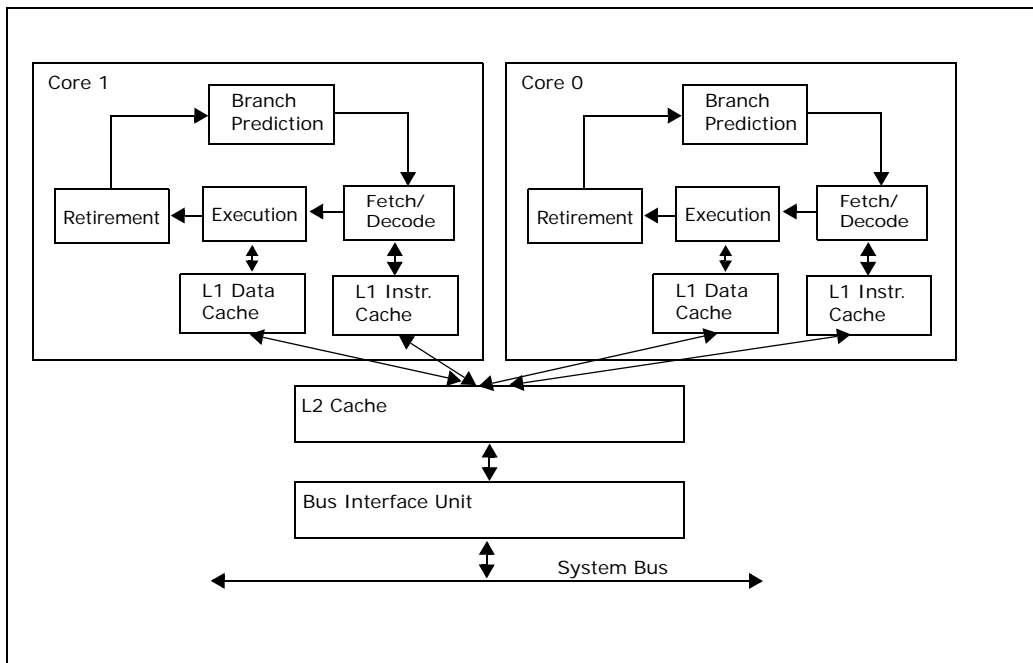 Core 1
Branch
Prediction
Retirement
Execution
Fetch/
Decode
L1 Data
Cache
L1 Instr.
Cache
Core 0
Branch
Prediction
Retirement
Execution
Fetch/
Decode
L1 Data
Cache
L1 Instr.
Cache
L2 Cache
Bus Interface Unit
System Bus